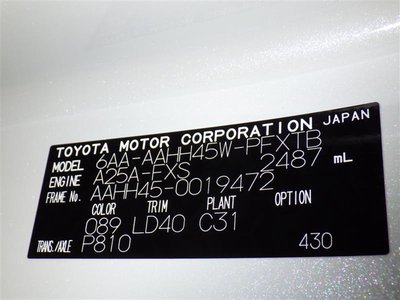 TOYOTA MOTOR CORPORATION JAPAN
MODEL 6AA-AAHH45W-PFXTB
ENGINE A25A-FXS 2487 mL
FRAME No. AAHH45-0019472
COLOR TRIM PLANT OPTION
089 LD40 C31
TRANS./AXLE P810 430